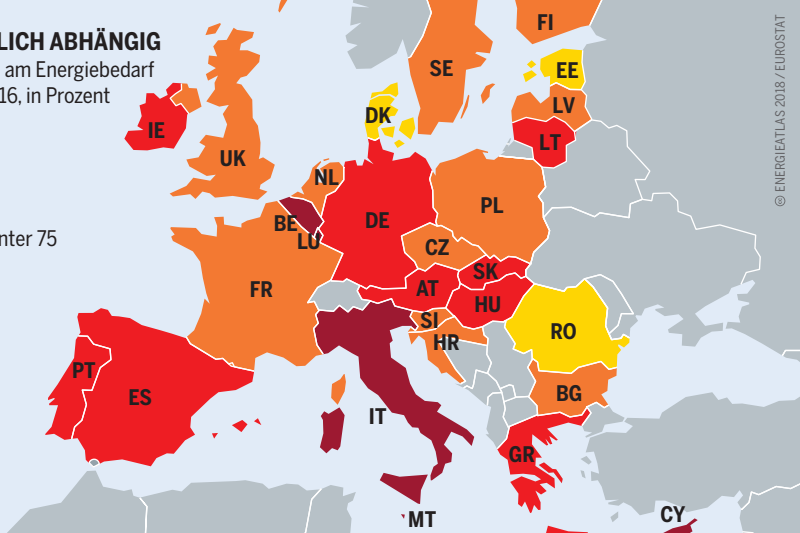 LICH ABHÄNGIG
am Energiebedarf
16, in Prozent
nter 75
FI
SE
EE
LV
LT
DK
IE
UK
NL
BE
LU
DE
PL
CZ
SK
AT
HU
FR
SI
HR
RO
BG
PT
ES
IT
GR
MT
CY
© ENERGIEATLAS 2018 / EUROSTAT